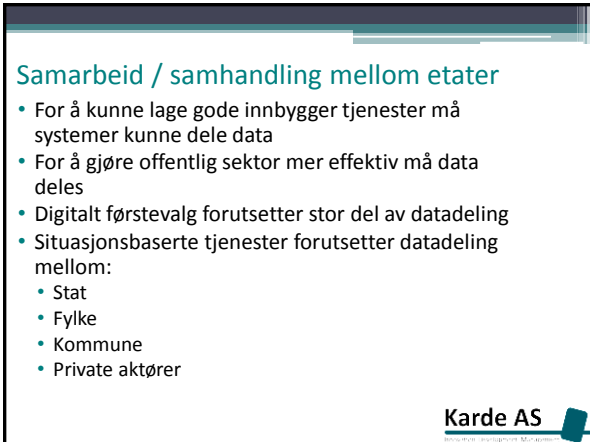 Samarbeid / samhandling mellom etater
• For å kunne lage gode innbygger tjenester må
systemer kunne dele data
• For å gjøre offentlig sektor mer effektiv må data
deles
• Digitalt førstevalg forutsetter stor del av datadeling
• Situasjonsbaserte tjenester forutsetter datadeling
mellom:
• Stat
• Fylke
• Kommune
• Private aktører
Karde AS